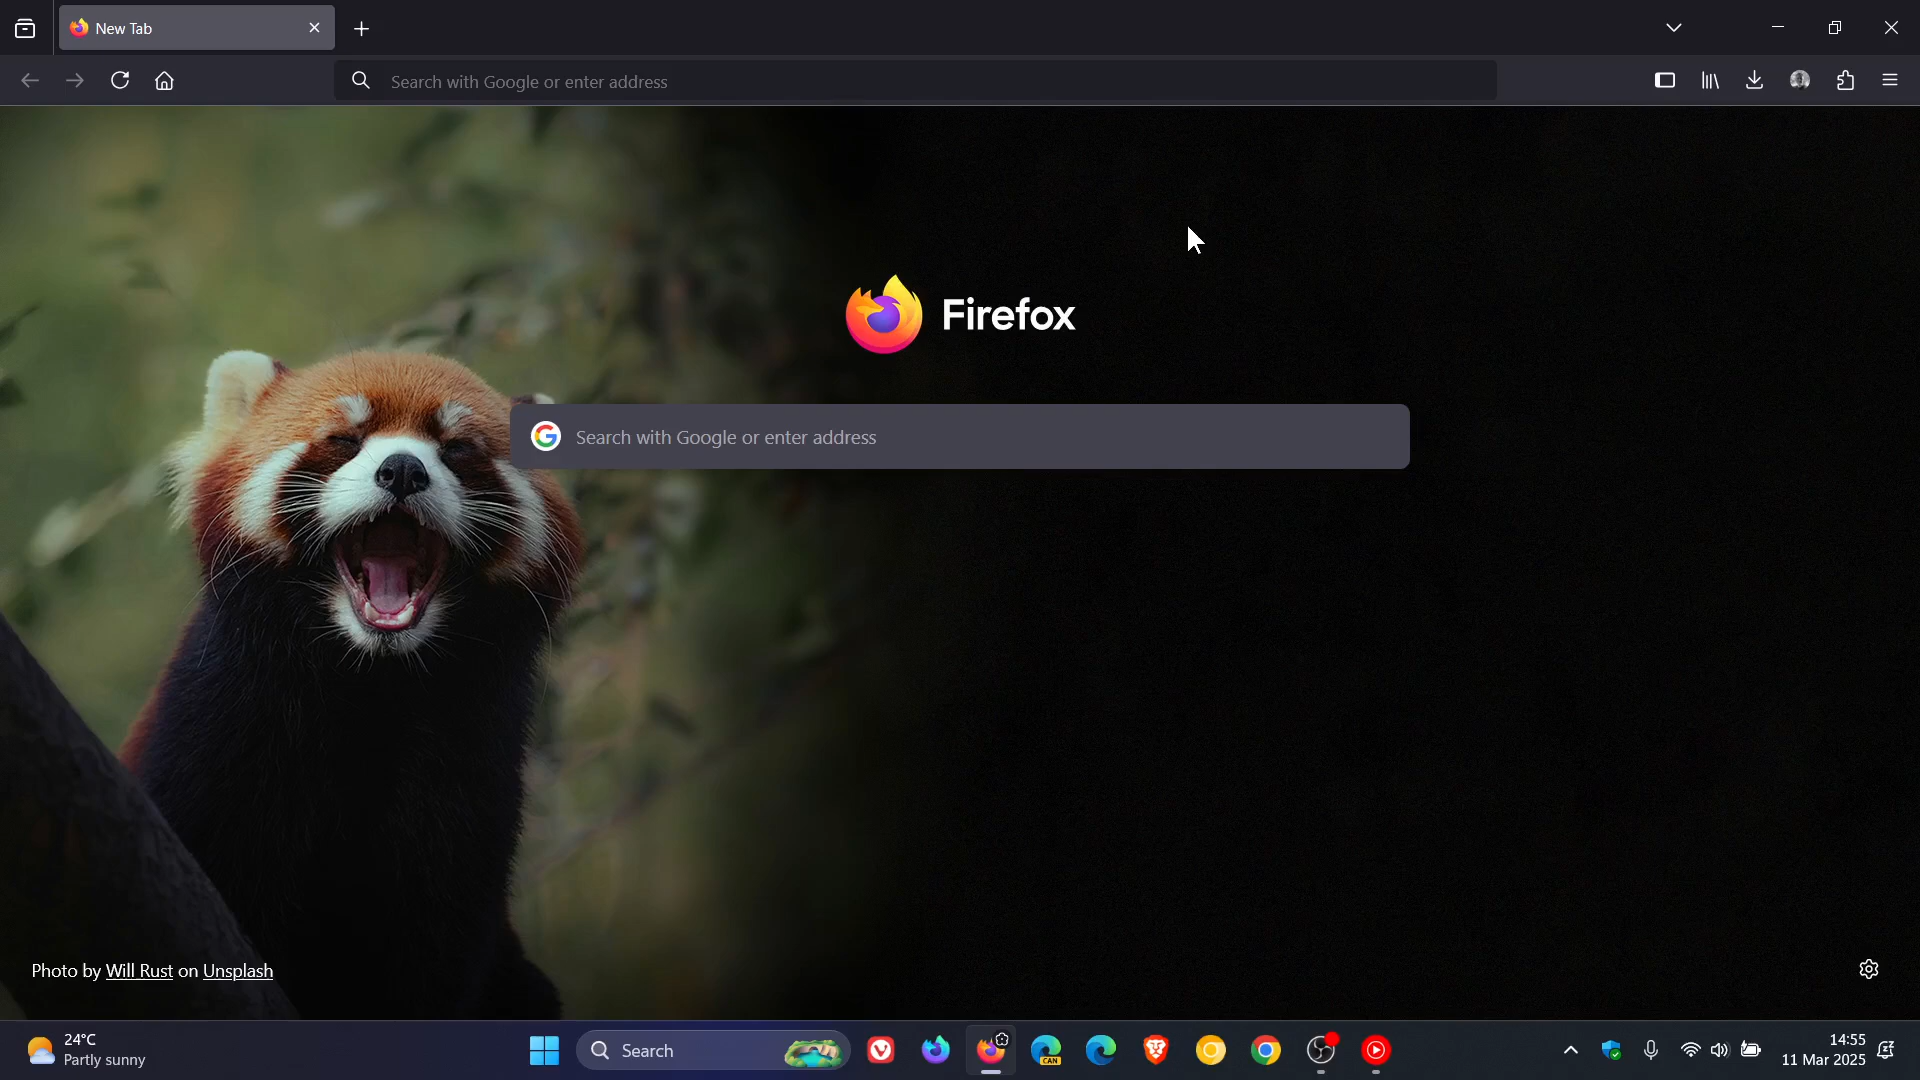 New Tab
Search with Google or enter address
Firefox
Search with Google or enter address
Photo by Will Rust on Unsplash
24°C
Partly sunny
Search
CAN
14:55
11 Mar 2025